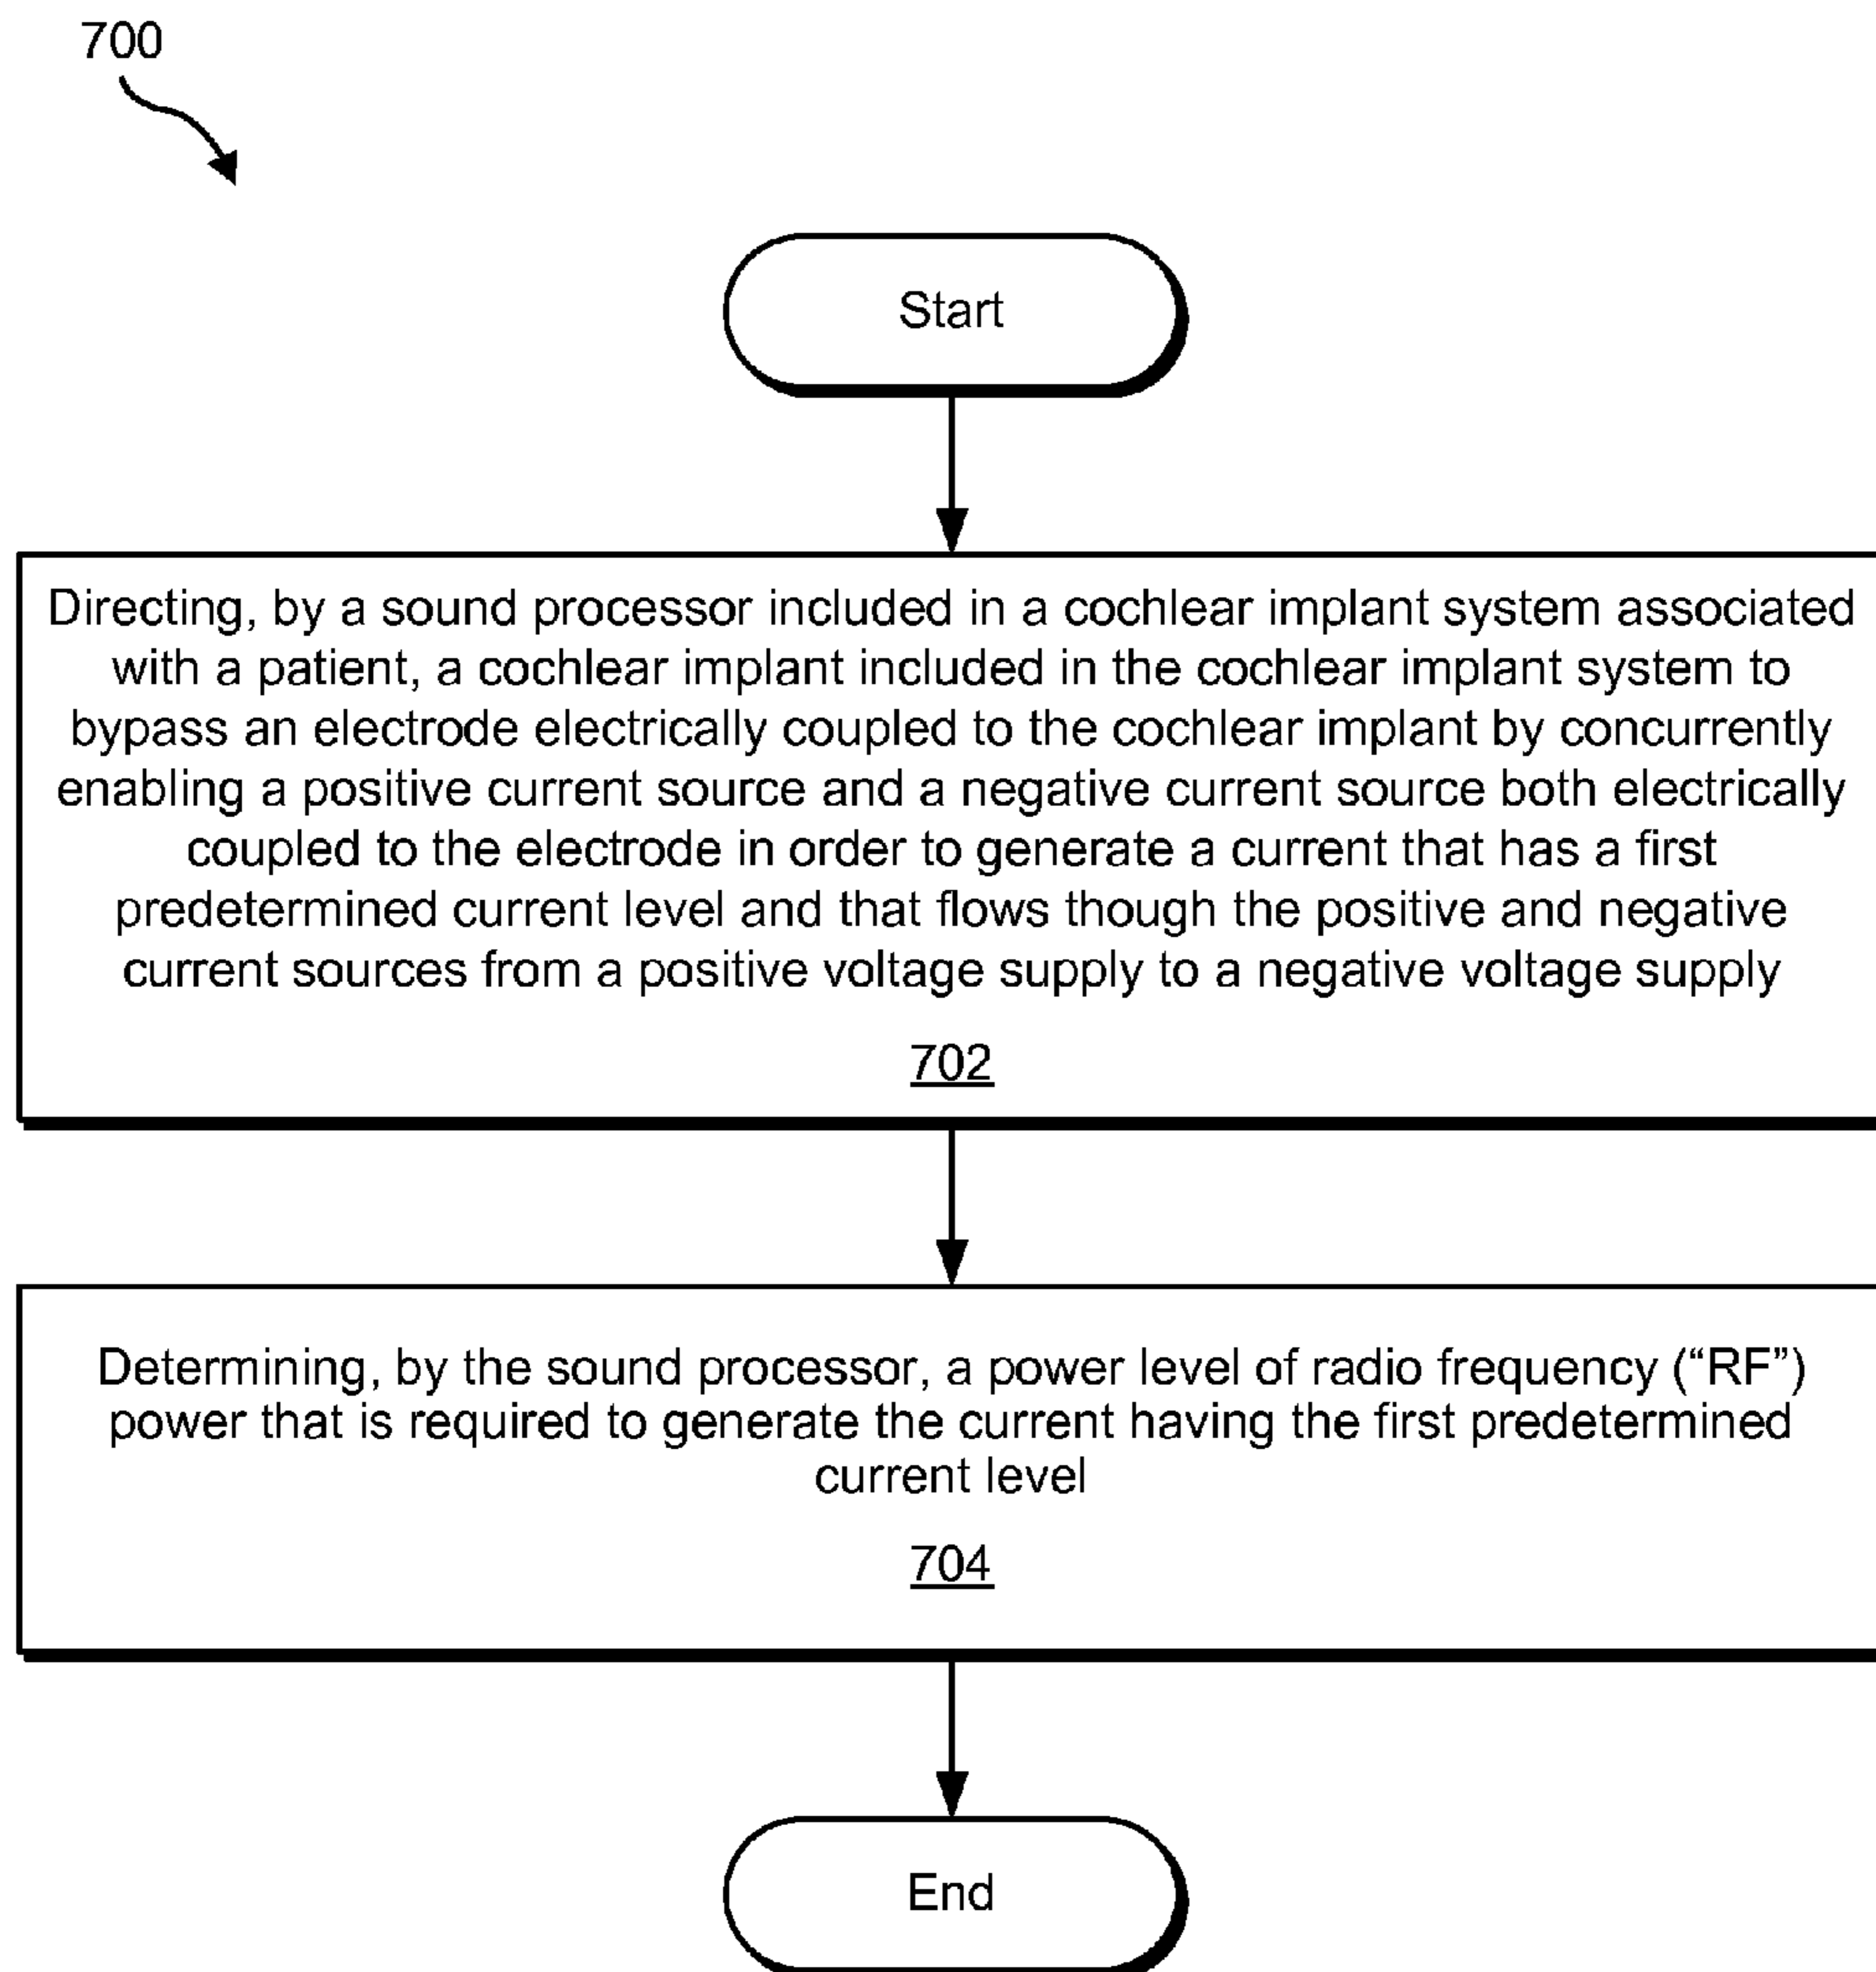 700
Start
Directing, by a sound processor included in a cochlear implant system associated
with a patient, a cochlear implant included in the cochlear implant system to
bypass an electrode electrically coupled to the cochlear implant by concurrently
enabling a positive current source and a negative current source both electrically
coupled to the electrode in order to generate a current that has a first
predetermined current level and that flows though the positive and negative
current sources from a positive voltage supply to a negative voltage supply
702
Determining, by the sound processor, a power level of radio frequency (“RF”)
power that is required to generate the current having the first predetermined
current level
704
End